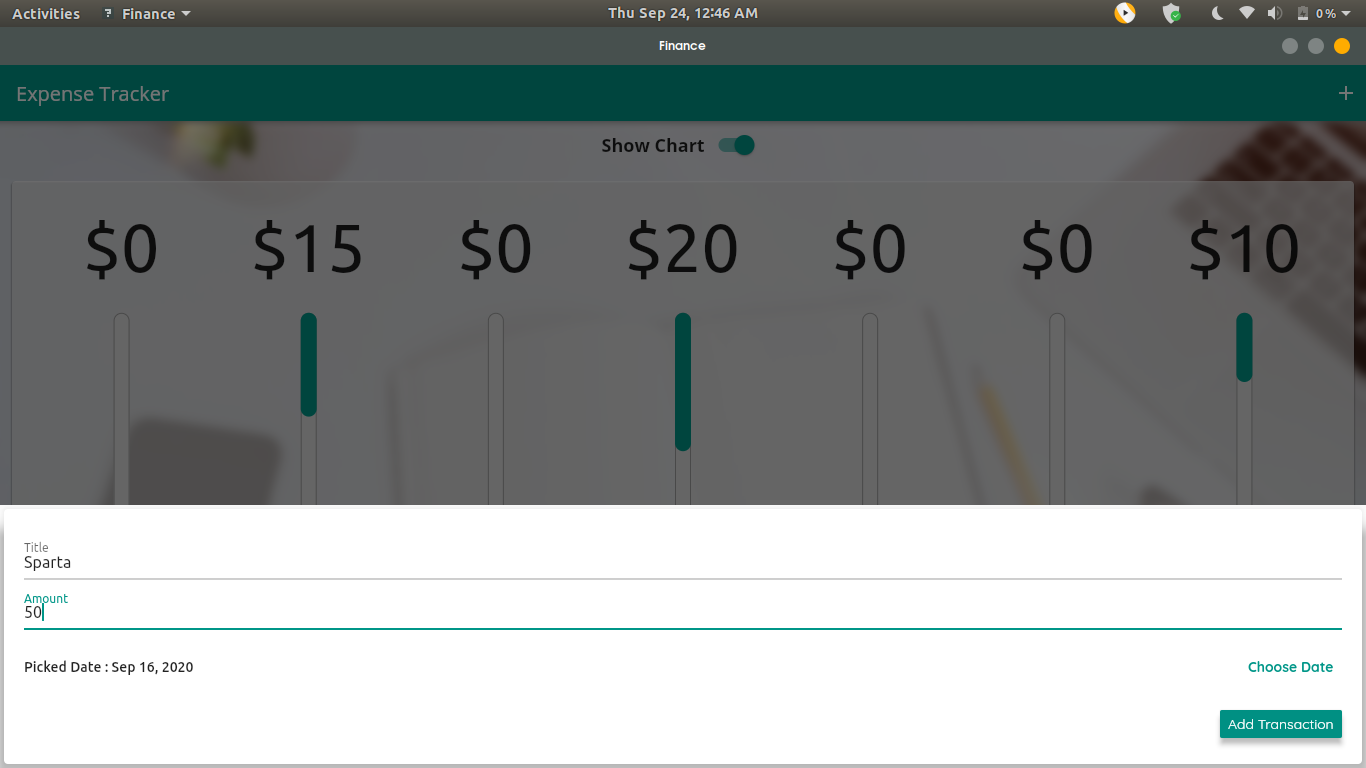 Activities Finance Thu Sep 24, 12:46 AM 0 %
Finance
Expense Tracker +
Show Chart
$0 $15 $0 $20 $0 $0 $10
Title
Sparta
Amount
50
Picked Date : Sep 16, 2020 Choose Date
Add Transaction